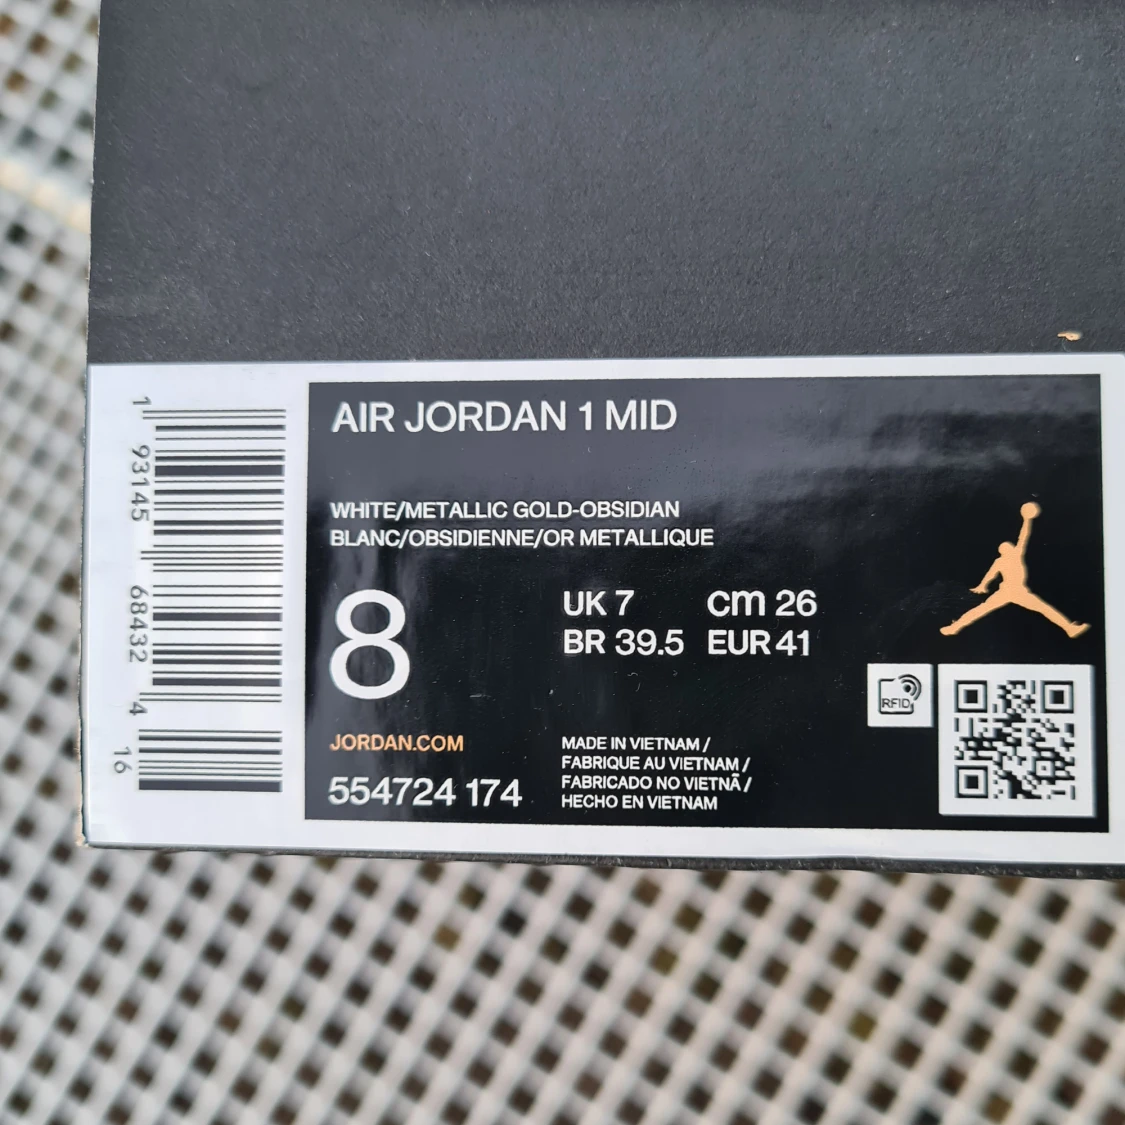 AIR JORDAN 1 MID
WHITE/METALLIC GOLD-OBSIDIAN
BLANC/OBSIDIENNE/OR METALLIQUE
8
UK 7 cm 26
BR 39.5 EUR 41
JORDAN.COM
554724 174
MADE IN VIETNAM /
FABRIQUE AU VIETNAM /
FABRICADO NO VIETNÃ /
HECHO EN VIETNAM
RFID
1 93145 68432 4
16